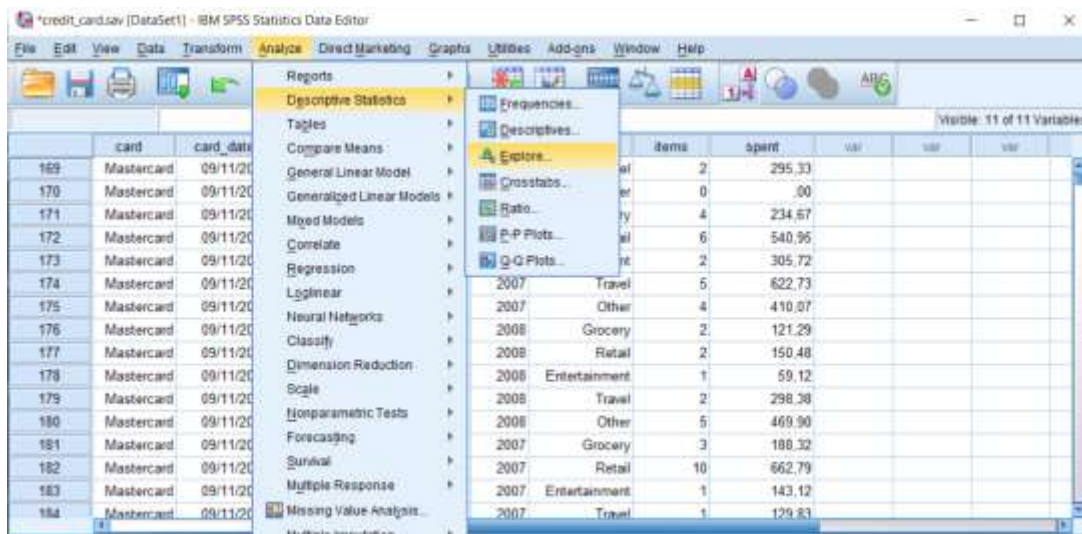 *credit_card.sav [DataSet1] - IBM SPSS Statistics Data Editor
File Edit View Data Transform Analyze Direct Marketing Graphs Utilities Add-ons Window Help
Visible: 11 of 11 Variables
Reports
Descriptive Statistics
Tables
Compare Means
General Linear Model
Generalized Linear Models
Mixed Models
Correlate
Regression
Loglinear
Neural Networks
Classify
Dimension Reduction
Scale
Nonparametric Tests
Forecasting
Survival
Multiple Response
Missing Value Analysis...
Multiple Imputation
Frequencies...
Descriptives...
Explore...
Crosstabs...
Ratio...
P-P Plots...
Q-Q Plots...
card card_date items spent var var var
169 Mastercard 09/11/20 2 295,33
170 Mastercard 09/11/20 0 ,00
171 Mastercard 09/11/20 4 234,67
172 Mastercard 09/11/20 6 540,95
173 Mastercard 09/11/20 2 305,72
174 Mastercard 09/11/20 2007 Travel 5 622,73
175 Mastercard 09/11/20 2007 Other 4 410,07
176 Mastercard 09/11/20 2008 Grocery 2 121,29
177 Mastercard 09/11/20 2008 Retail 2 150,48
178 Mastercard 09/11/20 2008 Entertainment 1 59,12
179 Mastercard 09/11/20 2008 Travel 2 298,38
180 Mastercard 09/11/20 2008 Other 5 469,90
181 Mastercard 09/11/20 2007 Grocery 3 188,32
182 Mastercard 09/11/20 2007 Retail 10 662,79
183 Mastercard 09/11/20 2007 Entertainment 1 143,12
184 Mastercard 09/11/20 2007 Travel 1 129,83